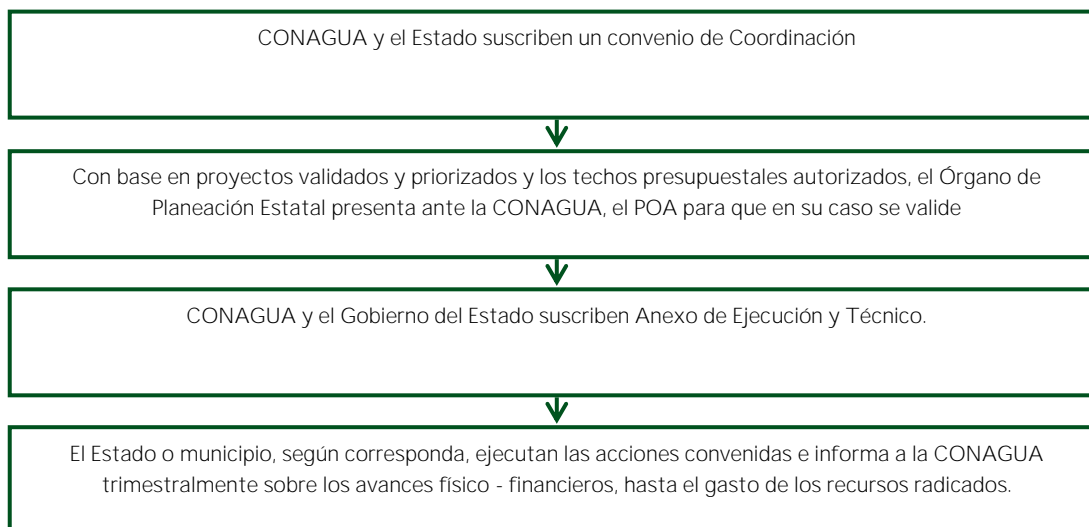 CONAGUA y el Estado suscriben un convenio de Coordinación
Con base en proyectos validados y priorizados y los techos presupuestales autorizados, el Órgano de
Planeación Estatal presenta ante la CONAGUA, el POA para que en su caso se valide
CONAGUA y el Gobierno del Estado suscriben Anexo de Ejecución y Técnico.
El Estado o municipio, según corresponda, ejecutan las acciones convenidas e informa a la CONAGUA
trimestralmente sobre los avances físico - financieros, hasta el gasto de los recursos radicados.